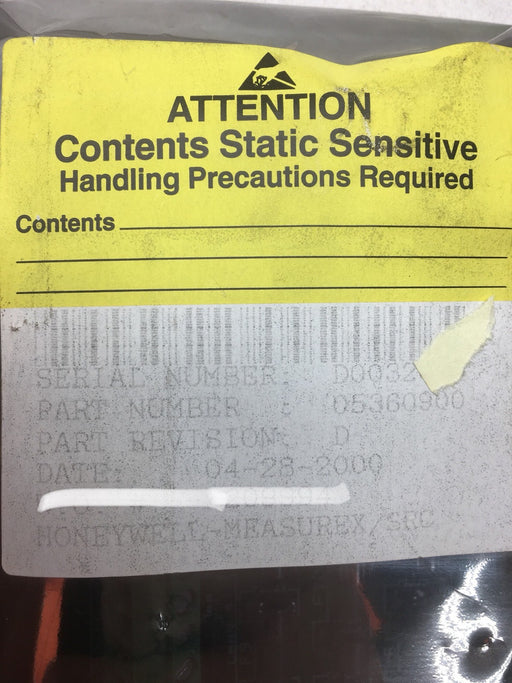 ATTENTION
Contents Static Sensitive
Handling Precautions Required
Contents
SERIAL NUMBER: D0032
PART NUMBER : 05360900
PART REVISION: D
DATE: 04-28-2000
HONEYWELL-MEASUREX/SFC